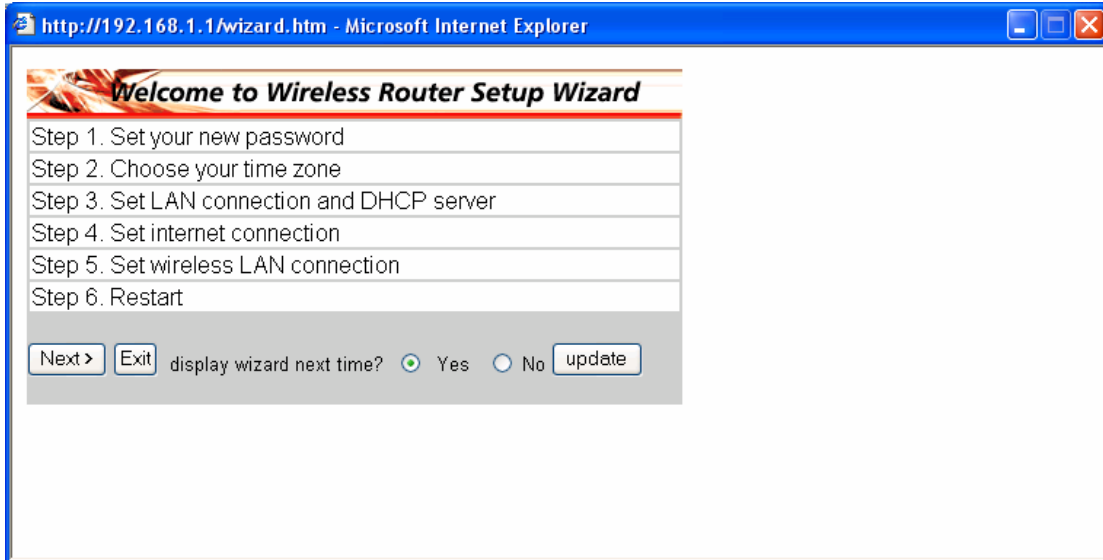 http://192.168.1.1/wizard.htm - Microsoft Internet Explorer
Welcome to Wireless Router Setup Wizard
Step 1. Set your new password
Step 2. Choose your time zone
Step 3. Set LAN connection and DHCP server
Step 4. Set internet connection
Step 5. Set wireless LAN connection
Step 6. Restart
Next > Exit display wizard next time? Yes No update